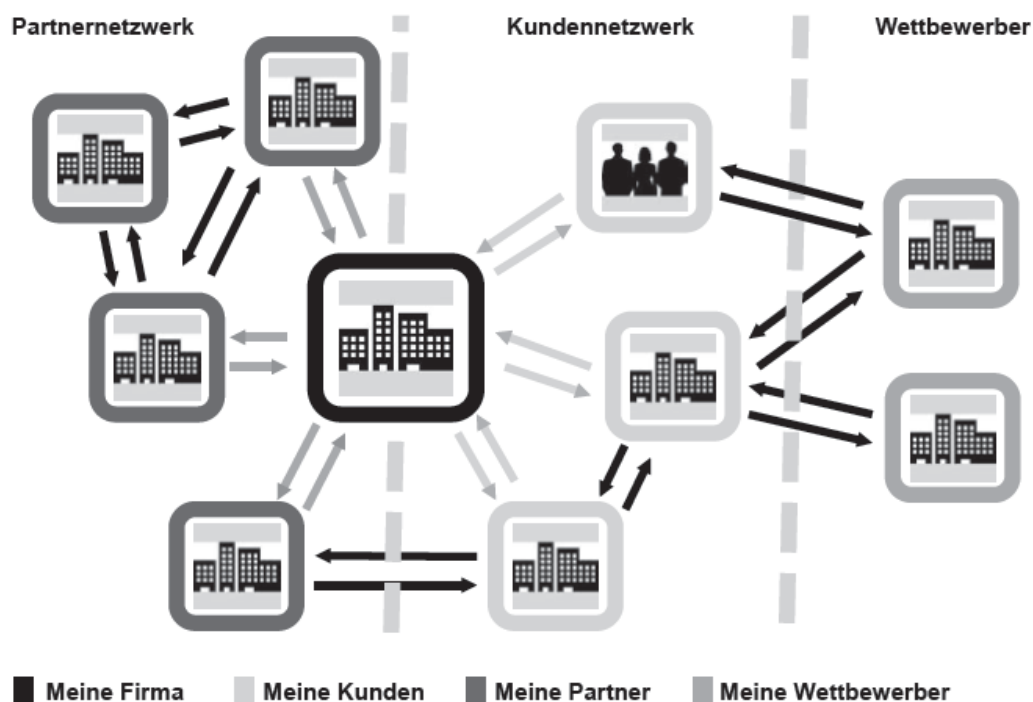 Partnernetzwerk
Kundennetzwerk
Wettbewerber
Meine Firma
Meine Kunden
Meine Partner
Meine Wettbewerber